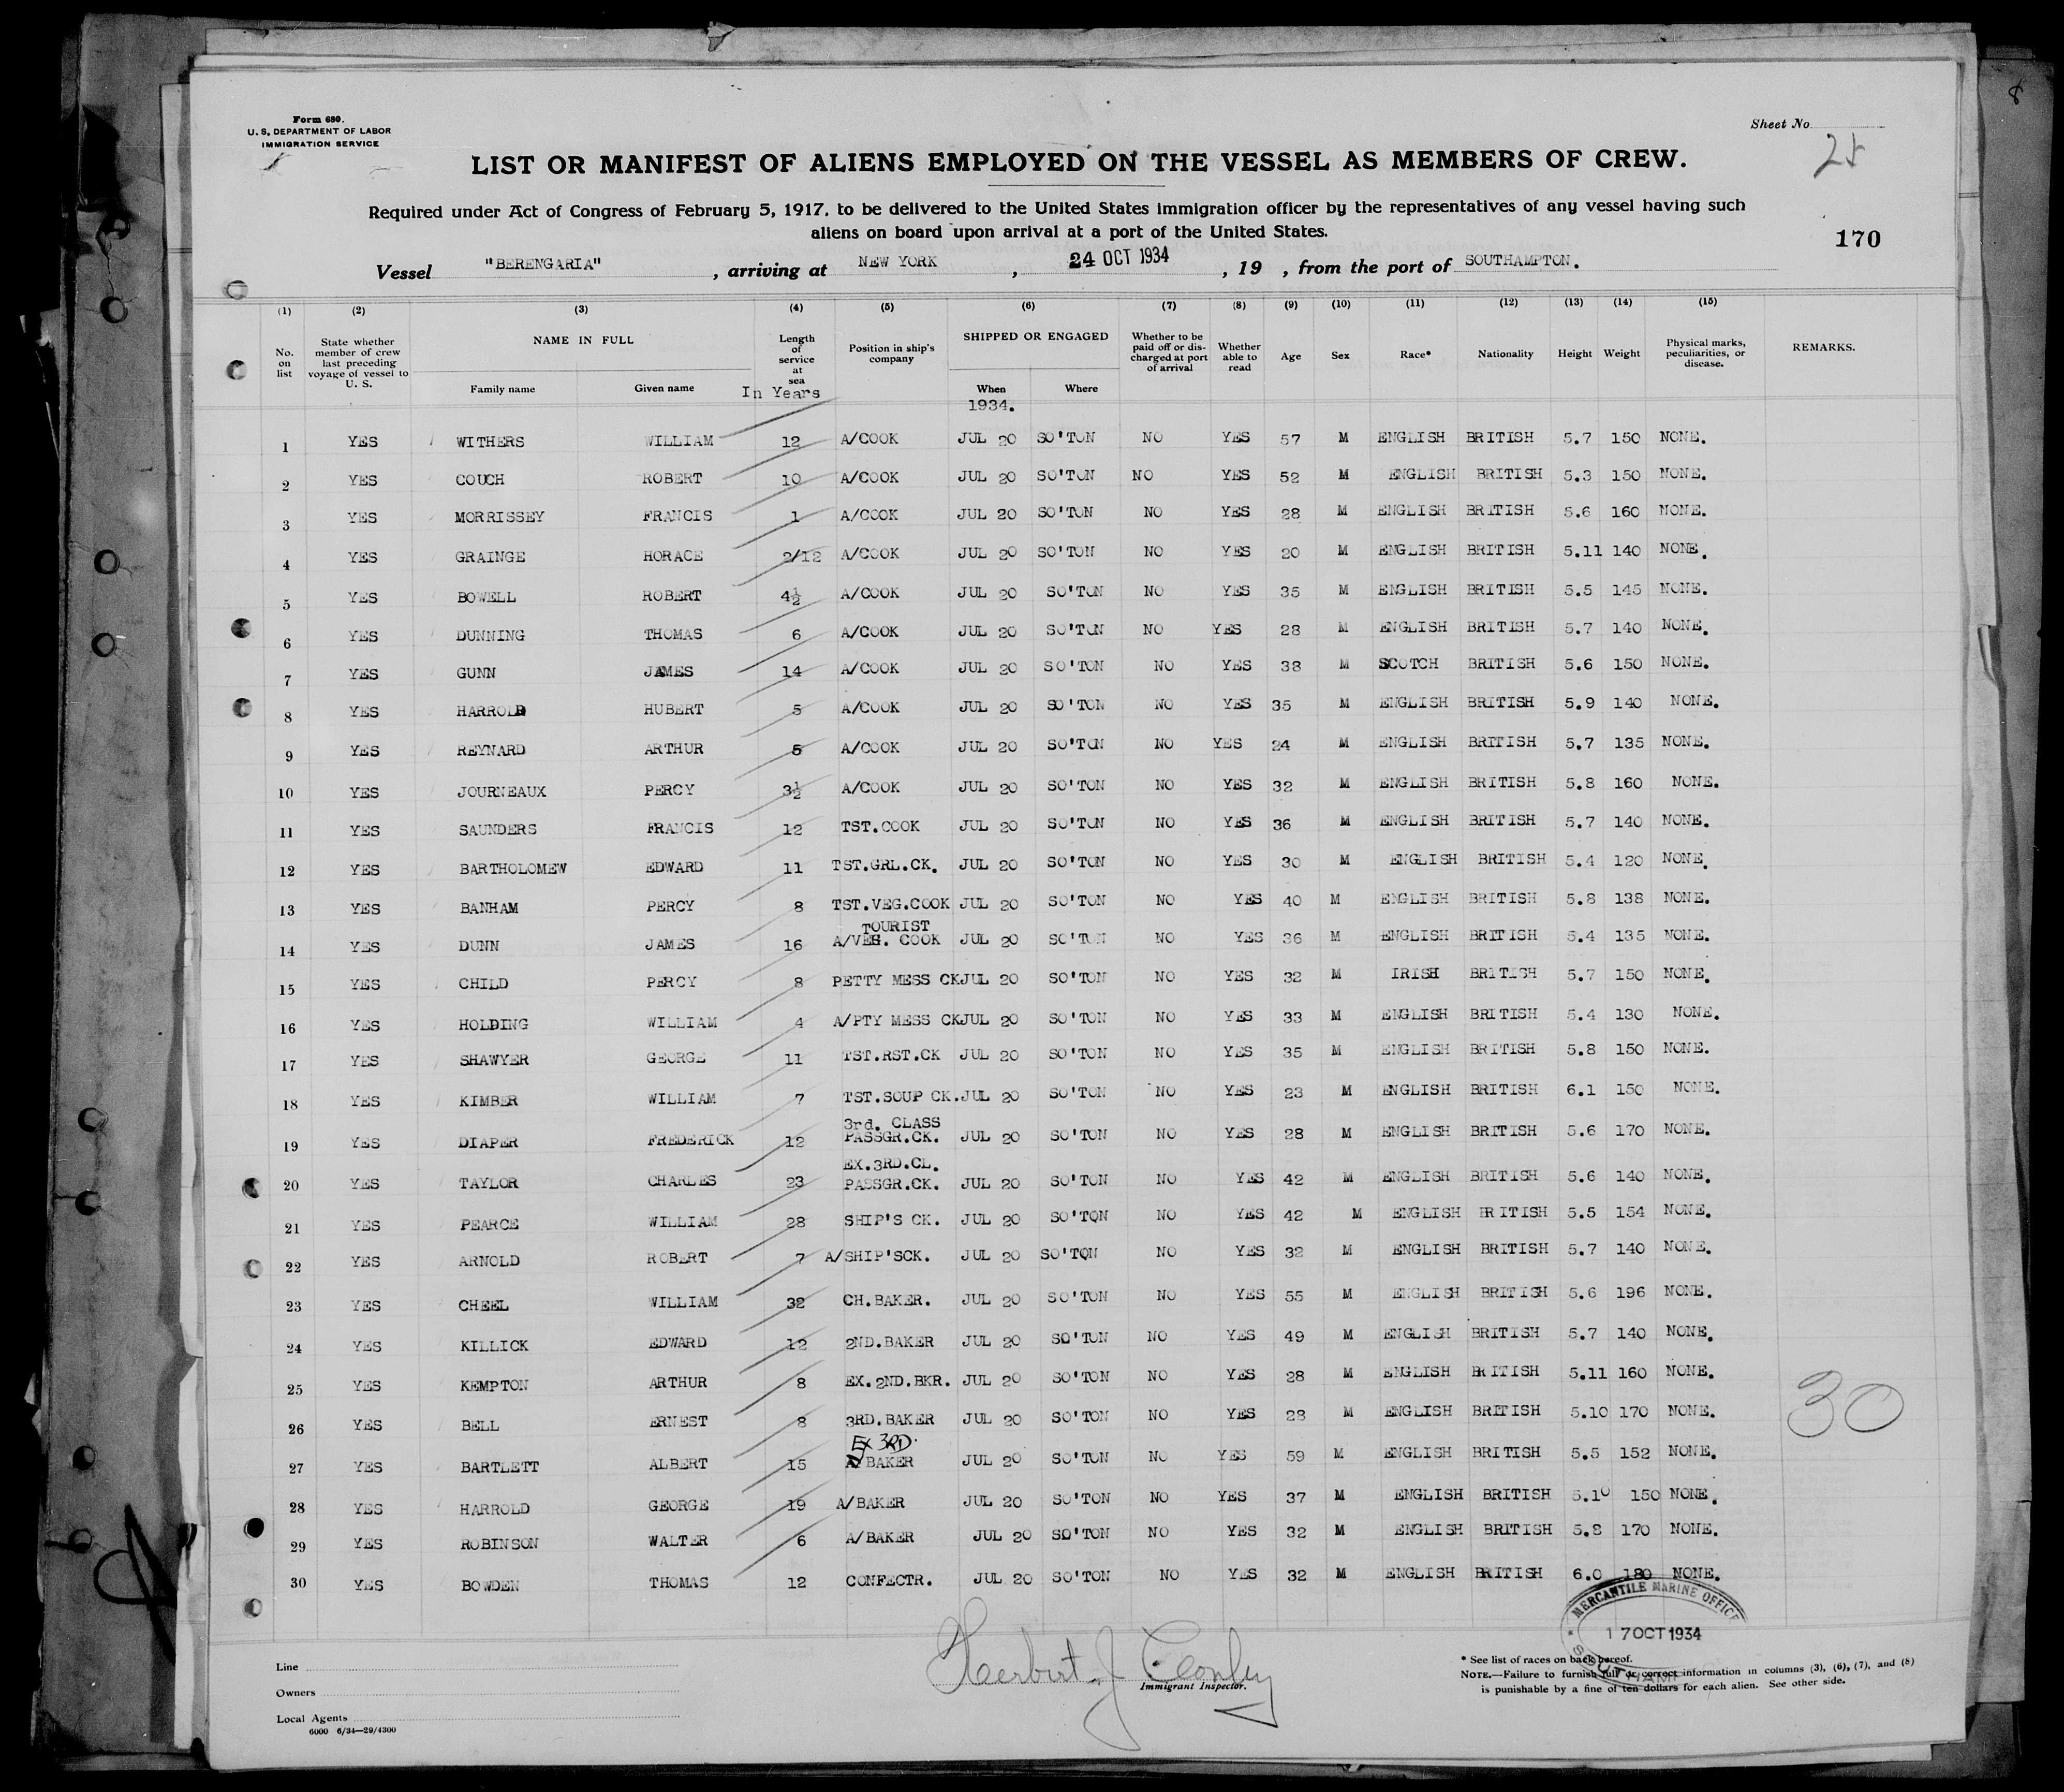 8
Form 680.
U. S. DEPARTMENT OF LABOR
IMMIGRATION SERVICE
Sheet No.
LIST OR MANIFEST OF ALIENS EMPLOYED ON THE VESSEL AS MEMBERS OF CREW.
Required under Act of Congress of February 5, 1917, to be delivered to the United States immigration officer by the representatives of any vessel having such
aliens on board upon arrival at a port of the United States.
170
Vessel "BERENGARIA" , arriving at NEW YORK , 24 OCT 1934 , 19 , from the port of SOUTHAMPTON.
(1) (2) (3) (4) (5) (6) (7) (8) (9) (10) (11) (12) (13) (14) (15)
No. on list State whether member of crew last preceding voyage of vessel to U. S. NAME IN FULL Family name Given name Length of service at sea In Years Position in ship's company SHIPPED OR ENGAGED When 1934. Where Whether to be paid off or discharged at port of arrival Whether able to read Age Sex Race* Nationality Height Weight Physical marks, peculiarities, or disease. REMARKS.
1 YES WITHERS WILLIAM 12 A/COOK JUL 20 SO'TON NO YES 57 M ENGLISH BRITISH 5.7 150 NONE.
2 YES COUCH ROBERT 10 A/COOK JUL 20 SO'TON NO YES 52 M ENGLISH BRITISH 5.3 150 NONE.
3 YES MORRISSEY FRANCIS 1 A/COOK JUL 20 SO'TON NO YES 28 M ENGLISH BRITISH 5.6 160 NONE.
4 YES GRAINGE HORACE 2/12 A/COOK JUL 20 SO'TON NO YES 20 M ENGLISH BRITISH 5.11 140 NONE.
5 YES BOWELL ROBERT 4½ A/COOK JUL 20 SO'TON NO YES 35 M ENGLISH BRITISH 5.5 145 NONE.
6 YES DUNNING THOMAS 6 A/COOK JUL 20 SO'TON NO YES 28 M ENGLISH BRITISH 5.7 140 NONE.
7 YES GUNN JAMES 14 A/COOK JUL 20 SO'TON NO YES 38 M SCOTCH BRITISH 5.6 150 NONE.
8 YES HARROLD HUBERT 5 A/COOK JUL 20 SO'TON NO YES 35 M ENGLISH BRITISH 5.9 140 NONE.
9 YES REYNARD ARTHUR 5 A/COOK JUL 20 SO'TON NO YES 24 M ENGLISH BRITISH 5.7 135 NONE.
10 YES JOURNEAUX PERCY 3½ A/COOK JUL 20 SO'TON NO YES 32 M ENGLISH BRITISH 5.8 160 NONE.
11 YES SAUNDERS FRANCIS 12 TST.COOK JUL 20 SO'TON NO YES 36 M ENGLISH BRITISH 5.7 140 NONE.
12 YES BARTHOLOMEW EDWARD 11 TST.GRL.CK. JUL 20 SO'TON NO YES 30 M ENGLISH BRITISH 5.4 120 NONE.
13 YES BANHAM PERCY 8 TST.VEG.COOK JUL 20 SO'TON NO YES 40 M ENGLISH BRITISH 5.8 138 NONE.
14 YES DUNN JAMES 16 TOURIST A/VEG. COOK JUL 20 SO'TON NO YES 36 M ENGLISH BRITISH 5.4 135 NONE.
15 YES CHILD PERCY 8 PETTY MESS CK JUL 20 SO'TON NO YES 32 M IRISH BRITISH 5.7 150 NONE.
16 YES HOLDING WILLIAM 4 A/PTY MESS CK JUL 20 SO'TON NO YES 33 M ENGLISH BRITISH 5.4 130 NONE.
17 YES SHAWYER GEORGE 11 TST.RST.CK JUL 20 SO'TON NO YES 35 M ENGLISH BRITISH 5.8 150 NONE.
18 YES KIMBER WILLIAM 7 TST.SOUP CK. JUL 20 SO'TON NO YES 23 M ENGLISH BRITISH 6.1 150 NONE.
19 YES DIAPER FREDERICK 12 3rd. CLASS PASSGR.CK. JUL 20 SO'TON NO YES 28 M ENGLISH BRITISH 5.6 170 NONE.
20 YES TAYLOR CHARLES 23 EX.3RD.CL. PASSGR.CK. JUL 20 SO'TON NO YES 42 M ENGLISH BRITISH 5.6 140 NONE.
21 YES PEARCE WILLIAM 28 SHIP'S CK. JUL 20 SO'TON NO YES 42 M ENGLISH BRITISH 5.5 154 NONE.
22 YES ARNOLD ROBERT 7 A/SHIP'SCK. JUL 20 SO'TON NO YES 32 M ENGLISH BRITISH 5.7 140 NONE.
23 YES CHEEL WILLIAM 32 CH.BAKER. JUL 20 SO'TON NO YES 55 M ENGLISH BRITISH 5.6 196 NONE.
24 YES KILLICK EDWARD 12 2ND.BAKER JUL 20 SO'TON NO YES 49 M ENGLISH BRITISH 5.7 140 NONE.
25 YES KEMPTON ARTHUR 8 EX.2ND.BKR. JUL 20 SO'TON NO YES 28 M ENGLISH BRITISH 5.11 160 NONE.
26 YES BELL ERNEST 8 3RD.BAKER JUL 20 SO'TON NO YES 28 M ENGLISH BRITISH 5.10 170 NONE.
30
27 YES BARTLETT ALBERT 15 EX 3RD. BAKER JUL 20 SO'TON NO YES 59 M ENGLISH BRITISH 5.5 152 NONE.
28 YES HARROLD GEORGE 19 A/BAKER JUL 20 SO'TON NO YES 37 M ENGLISH BRITISH 5.10 150 NONE.
29 YES ROBINSON WALTER 6 A/BAKER JUL 20 SO'TON NO YES 32 M ENGLISH BRITISH 5.8 170 NONE.
30 YES BOWDEN THOMAS 12 CONFECTR. JUL 20 SO'TON NO YES 32 M ENGLISH BRITISH 6.0 180 NONE.
MERCANTILE MARINE OFFICE
17 OCT 1934
Line
Owners
Local Agents
6000 6/34—29/4300
Herbert J
Immigrant Inspector.
* See list of races on back hereof.
NOTE.—Failure to furnish full or correct information in columns (3), (6), (7), and (8)
is punishable by a fine of ten dollars for each alien. See other side.